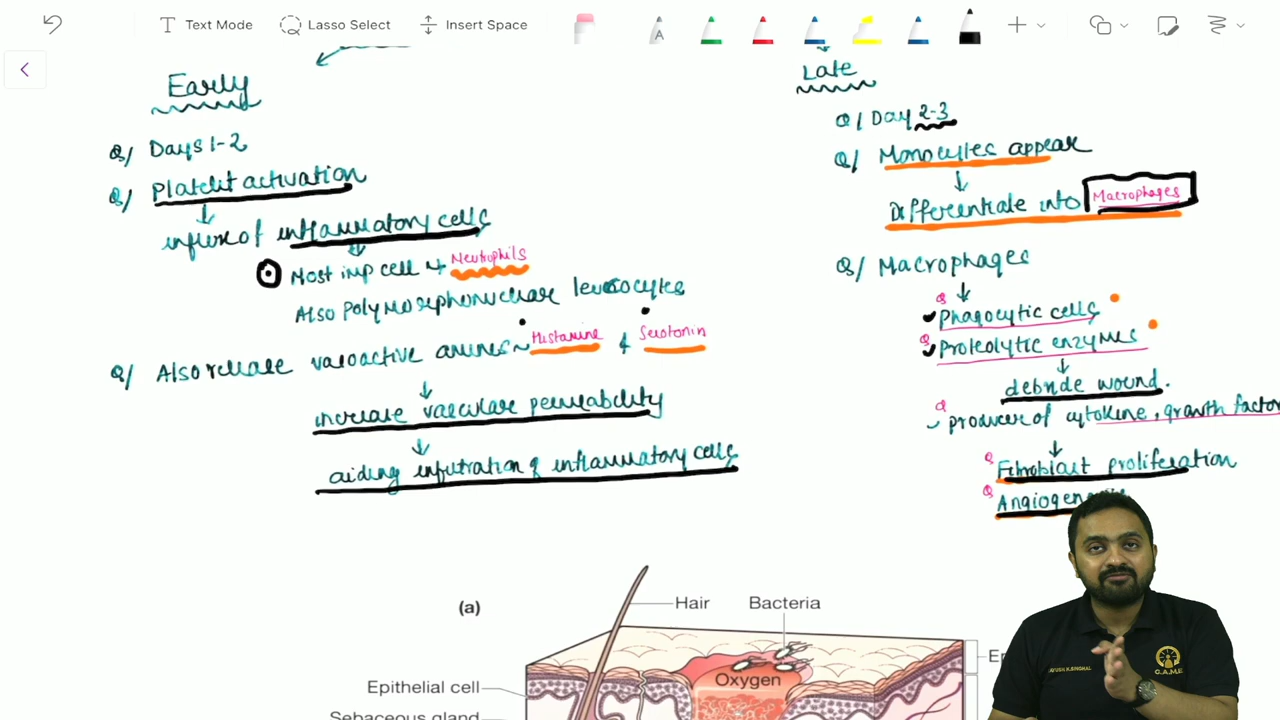 Text Mode
Lasso Select
Insert Space
A
Early
Q/ Days 1-2
Q/ Platelet activation
influx of inflammatory cells
Most imp cell Neutrophils
Also Polymorphonuclear leucocytes
Q/ Also release vasoactive amines ~ Histamine & Serotonin
increase vascular permeability
aiding infiltration of inflammatory cells
Late
Q/ Day 2-3
Q/ Monocytes appear
Differentiate into Macrophages
Q/ Macrophages
Q Phagocytic cells
Q Proteolytic enzymes
debride wound.
Q producer of cytokine, growth factor
Q Fibroblast proliferation
Q
(a)
Hair
Bacteria
Oxygen
Epithelial cell
Sebaceous gland
G.A.M.E